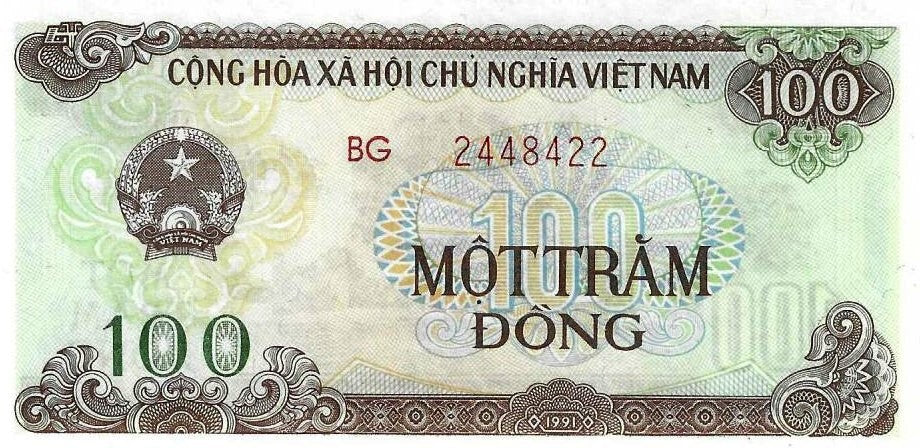 CỘNG HÒA XÃ HỘI CHỦ NGHĨA VIỆT NAM
100
BG 2448422
100
VIỆT NAM
MỘT TRĂM
ĐỒNG
100
100
1991